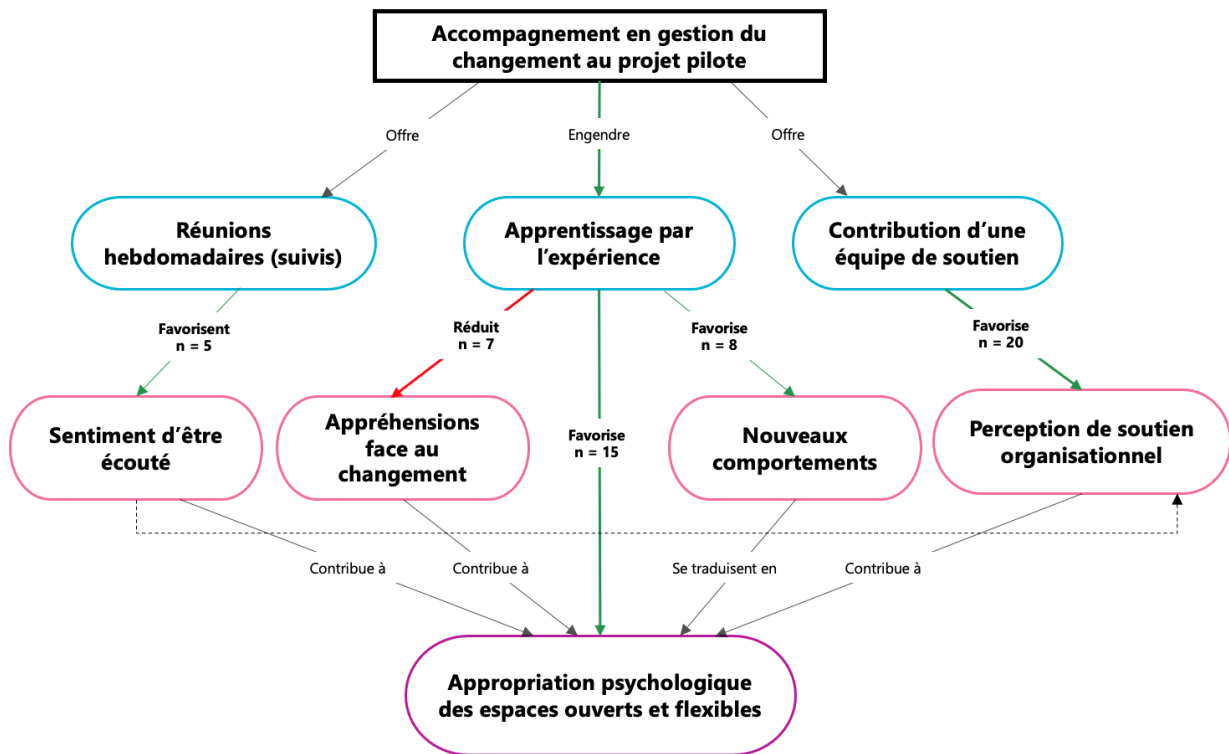 Accompagnement en gestion du
changement au projet pilote
Offre
Engendre
Offre
Réunions
hebdomadaires (suivis)
Apprentissage par
l’expérience
Contribution d’une
équipe de soutien
Favorisent
n = 5
Réduit
n = 7
Favorise
n = 8
Favorise
n = 20
Sentiment d’être
écouté
Appréhensions
face au
changement
Favorise
n = 15
Nouveaux
comportements
Perception de soutien
organisationnel
Contribue à
Contribue à
Se traduisent en
Contribue à
Appropriation psychologique
des espaces ouverts et flexibles